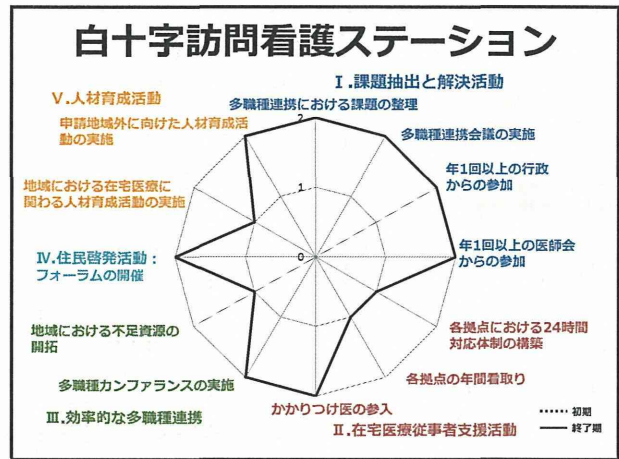 白十字訪問看護ステーション
Ⅰ.課題抽出と解決活動
多職種連携における課題の整理
多職種連携会議の実施
年1回以上の行政
からの参加
年1回以上の医師会
からの参加
各拠点における24時間
対応体制の構築
各拠点の年間看取り
かかりつけ医の参入
Ⅱ.在宅医療従事者支援活動
Ⅲ.効率的な多職種連携
多職種カンファランスの実施
地域における不足資源の
開拓
Ⅳ.住民啓発活動：
フォーラムの開催
地域における在宅医療に
関わる人材育成活動の実施
Ⅴ.人材育成活動
申請地域外に向けた人材育成活
動の実施
2
1
0
初期
終了期